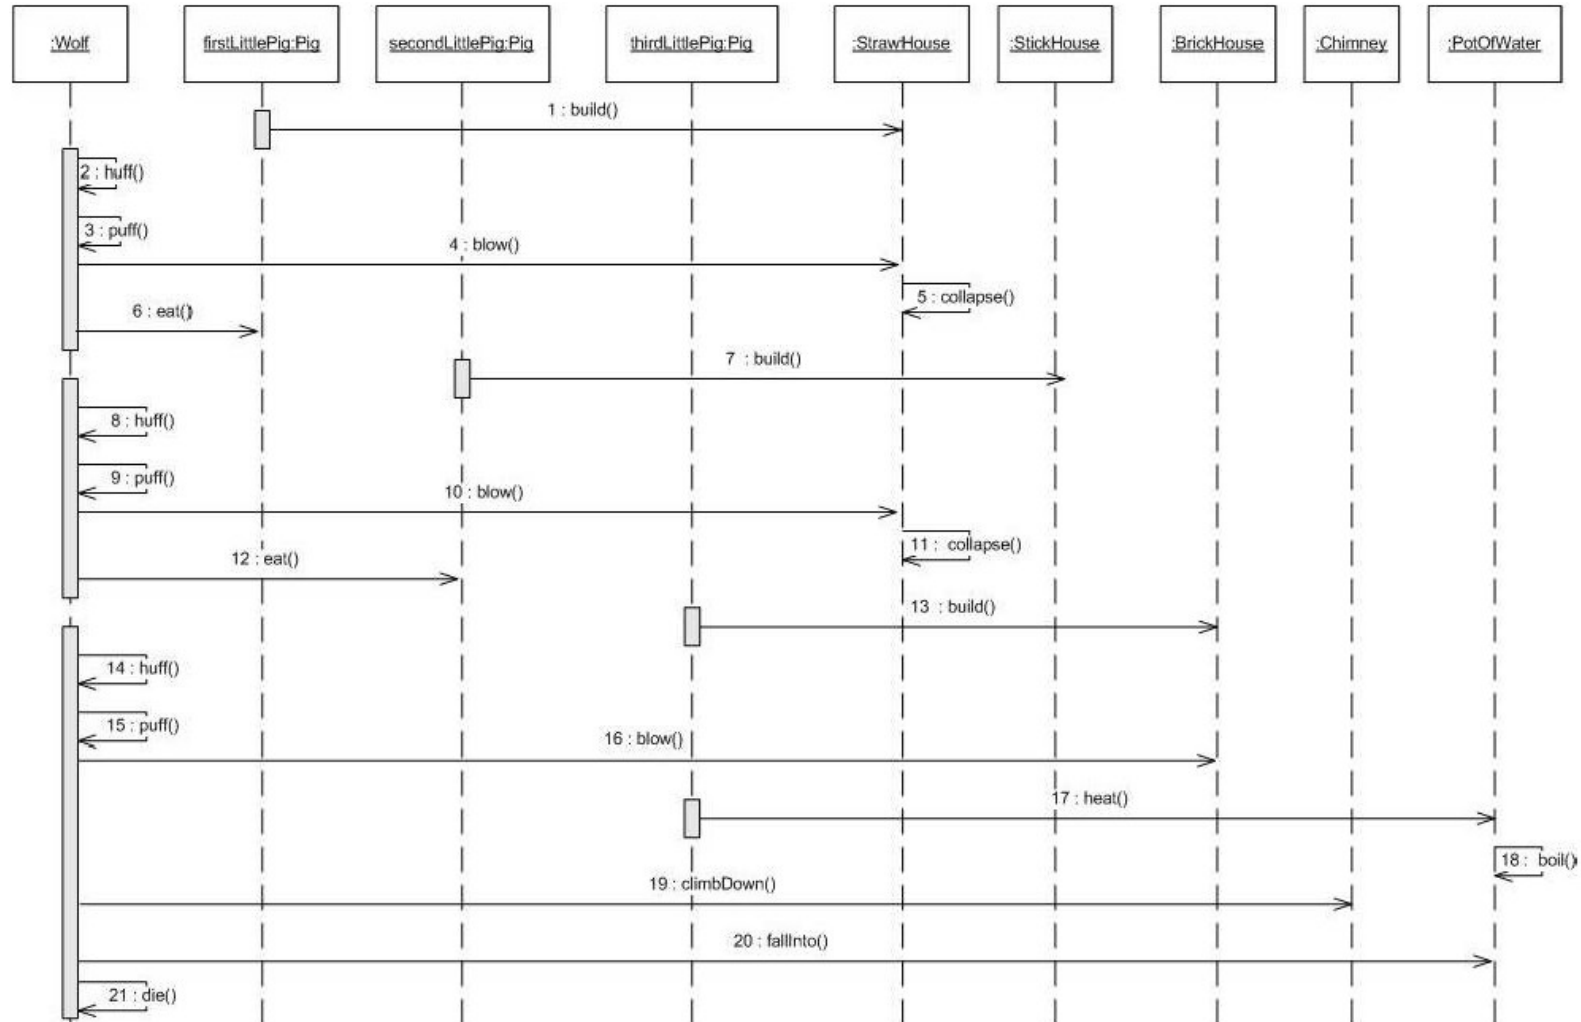 :Wolf
firstLittlePig:Pig
secondLittlePig:Pig
thirdLittlePig:Pig
:StrawHouse
:StickHouse
:BrickHouse
:Chimney
:PotOfWater
1 : build()
2 : huff()
3 : puff()
4 : blow()
5 : collapse()
6 : eat()
7 : build()
8 : huff()
9 : puff()
10 : blow()
11 : collapse()
12 : eat()
13 : build()
14 : huff()
15 : puff()
16 : blow()
17 : heat()
18 : boil()
19 : climbDown()
20 : fallInto()
21 : die()